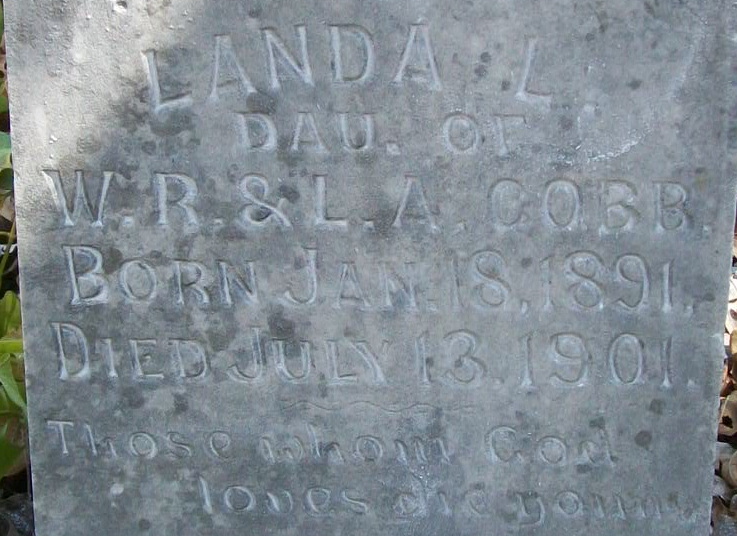 LANDA L.
DAU. OF
W. R. & L. A. COBB.
BORN JAN. 18, 1891.
DIED JULY 13, 1901.
Those whom God
loves die young